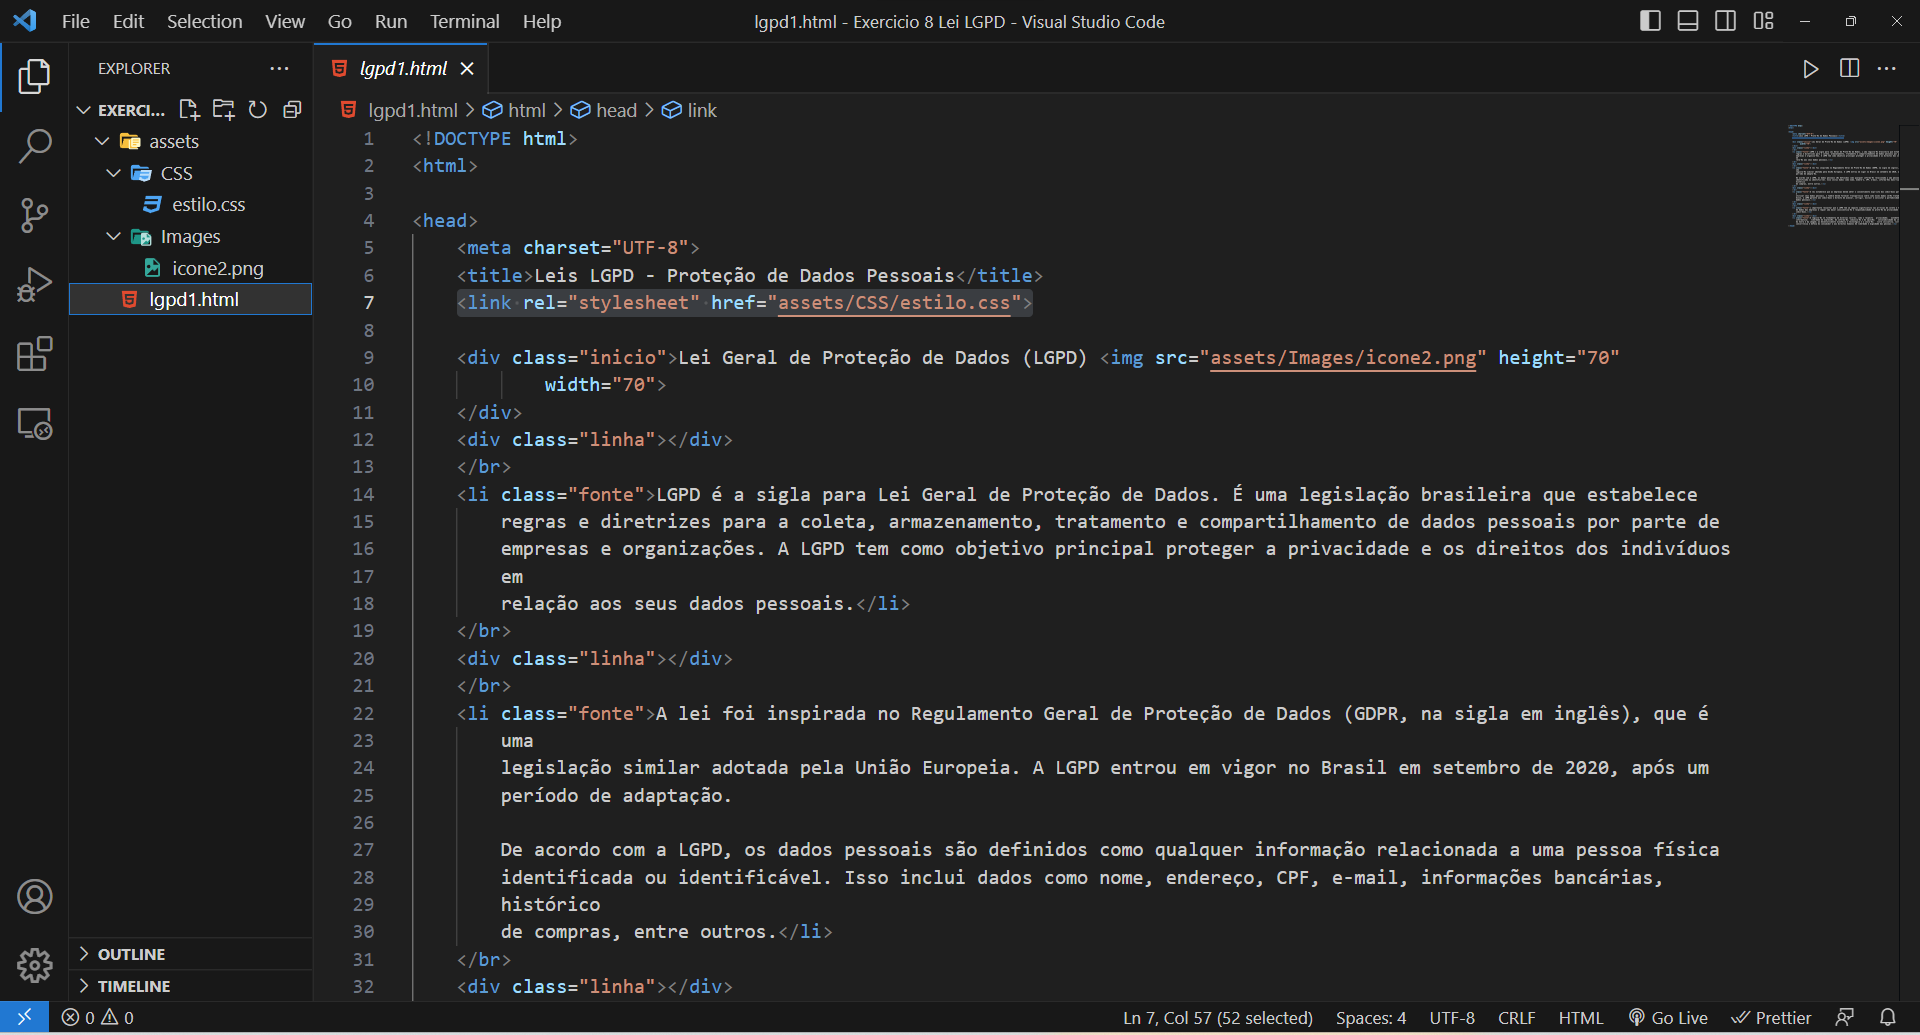 File Edit Selection View Go Run Terminal Help
lgpd1.html - Exercicio 8 Lei LGPD - Visual Studio Code
EXPLORER
EXERCI...
assets
CSS
estilo.css
Images
icone2.png
lgpd1.html
OUTLINE
TIMELINE
lgpd1.html
lgpd1.html > html > head > link
1 <!DOCTYPE html>
2 <html>
3
4 <head>
5 <meta charset="UTF-8">
6 <title>Leis LGPD - Proteção de Dados Pessoais</title>
7 <link rel="stylesheet" href="assets/CSS/estilo.css">
8
9 <div class="inicio">Lei Geral de Proteção de Dados (LGPD) <img src="assets/Images/icone2.png" height="70"
10 width="70">
11 </div>
12 <div class="linha"></div>
13 </br>
14 <li class="fonte">LGPD é a sigla para Lei Geral de Proteção de Dados. É uma legislação brasileira que estabelece
15 regras e diretrizes para a coleta, armazenamento, tratamento e compartilhamento de dados pessoais por parte de
16 empresas e organizações. A LGPD tem como objetivo principal proteger a privacidade e os direitos dos indivíduos
17 em
18 relação aos seus dados pessoais.</li>
19 </br>
20 <div class="linha"></div>
21 </br>
22 <li class="fonte">A lei foi inspirada no Regulamento Geral de Proteção de Dados (GDPR, na sigla em inglês), que é
23 uma
24 legislação similar adotada pela União Europeia. A LGPD entrou em vigor no Brasil em setembro de 2020, após um
25 período de adaptação.
26
27 De acordo com a LGPD, os dados pessoais são definidos como qualquer informação relacionada a uma pessoa física
28 identificada ou identificável. Isso inclui dados como nome, endereço, CPF, e-mail, informações bancárias,
29 histórico
30 de compras, entre outros.</li>
31 </br>
32 <div class="linha"></div>
0 0
Ln 7, Col 57 (52 selected) Spaces: 4 UTF-8 CRLF HTML Go Live Prettier